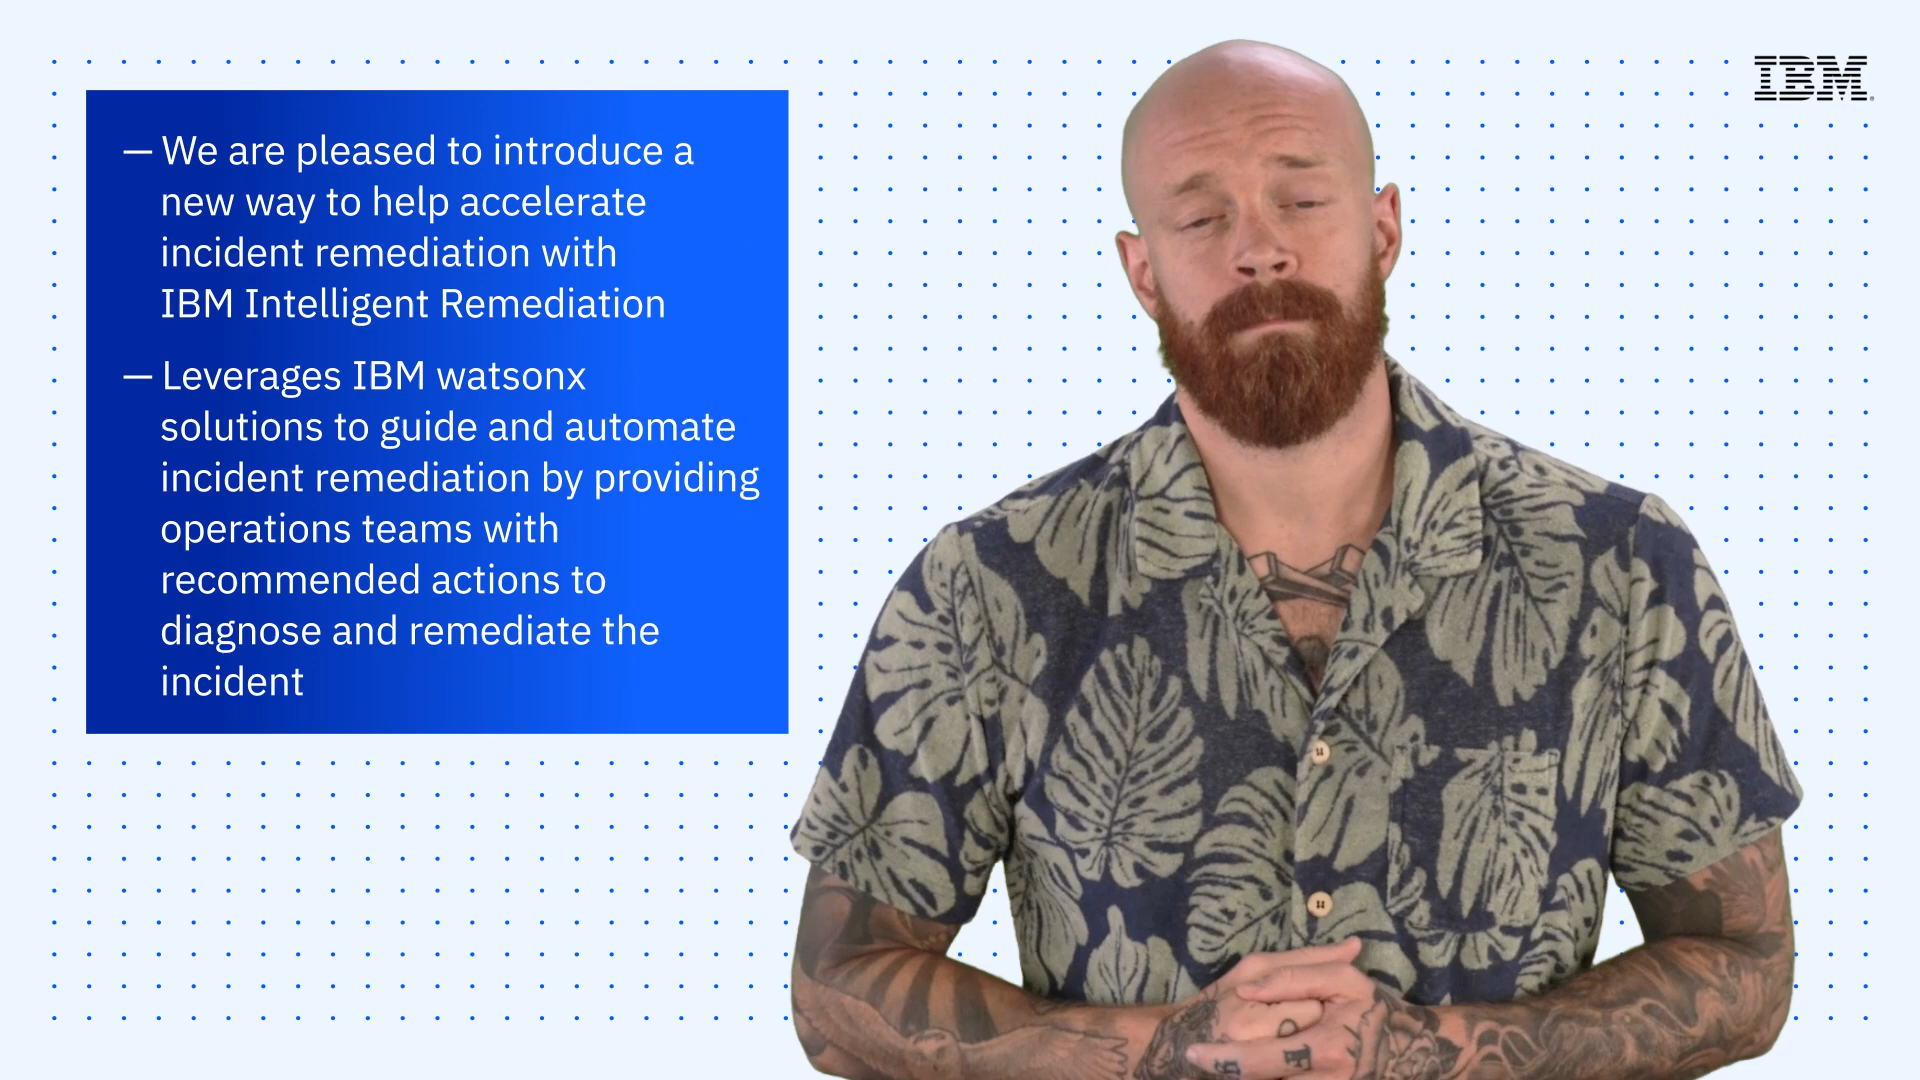 IBM
— We are pleased to introduce a
new way to help accelerate
incident remediation with
IBM Intelligent Remediation
— Leverages IBM watsonx
solutions to guide and automate
incident remediation by providing
operations teams with
recommended actions to
diagnose and remediate the
incident